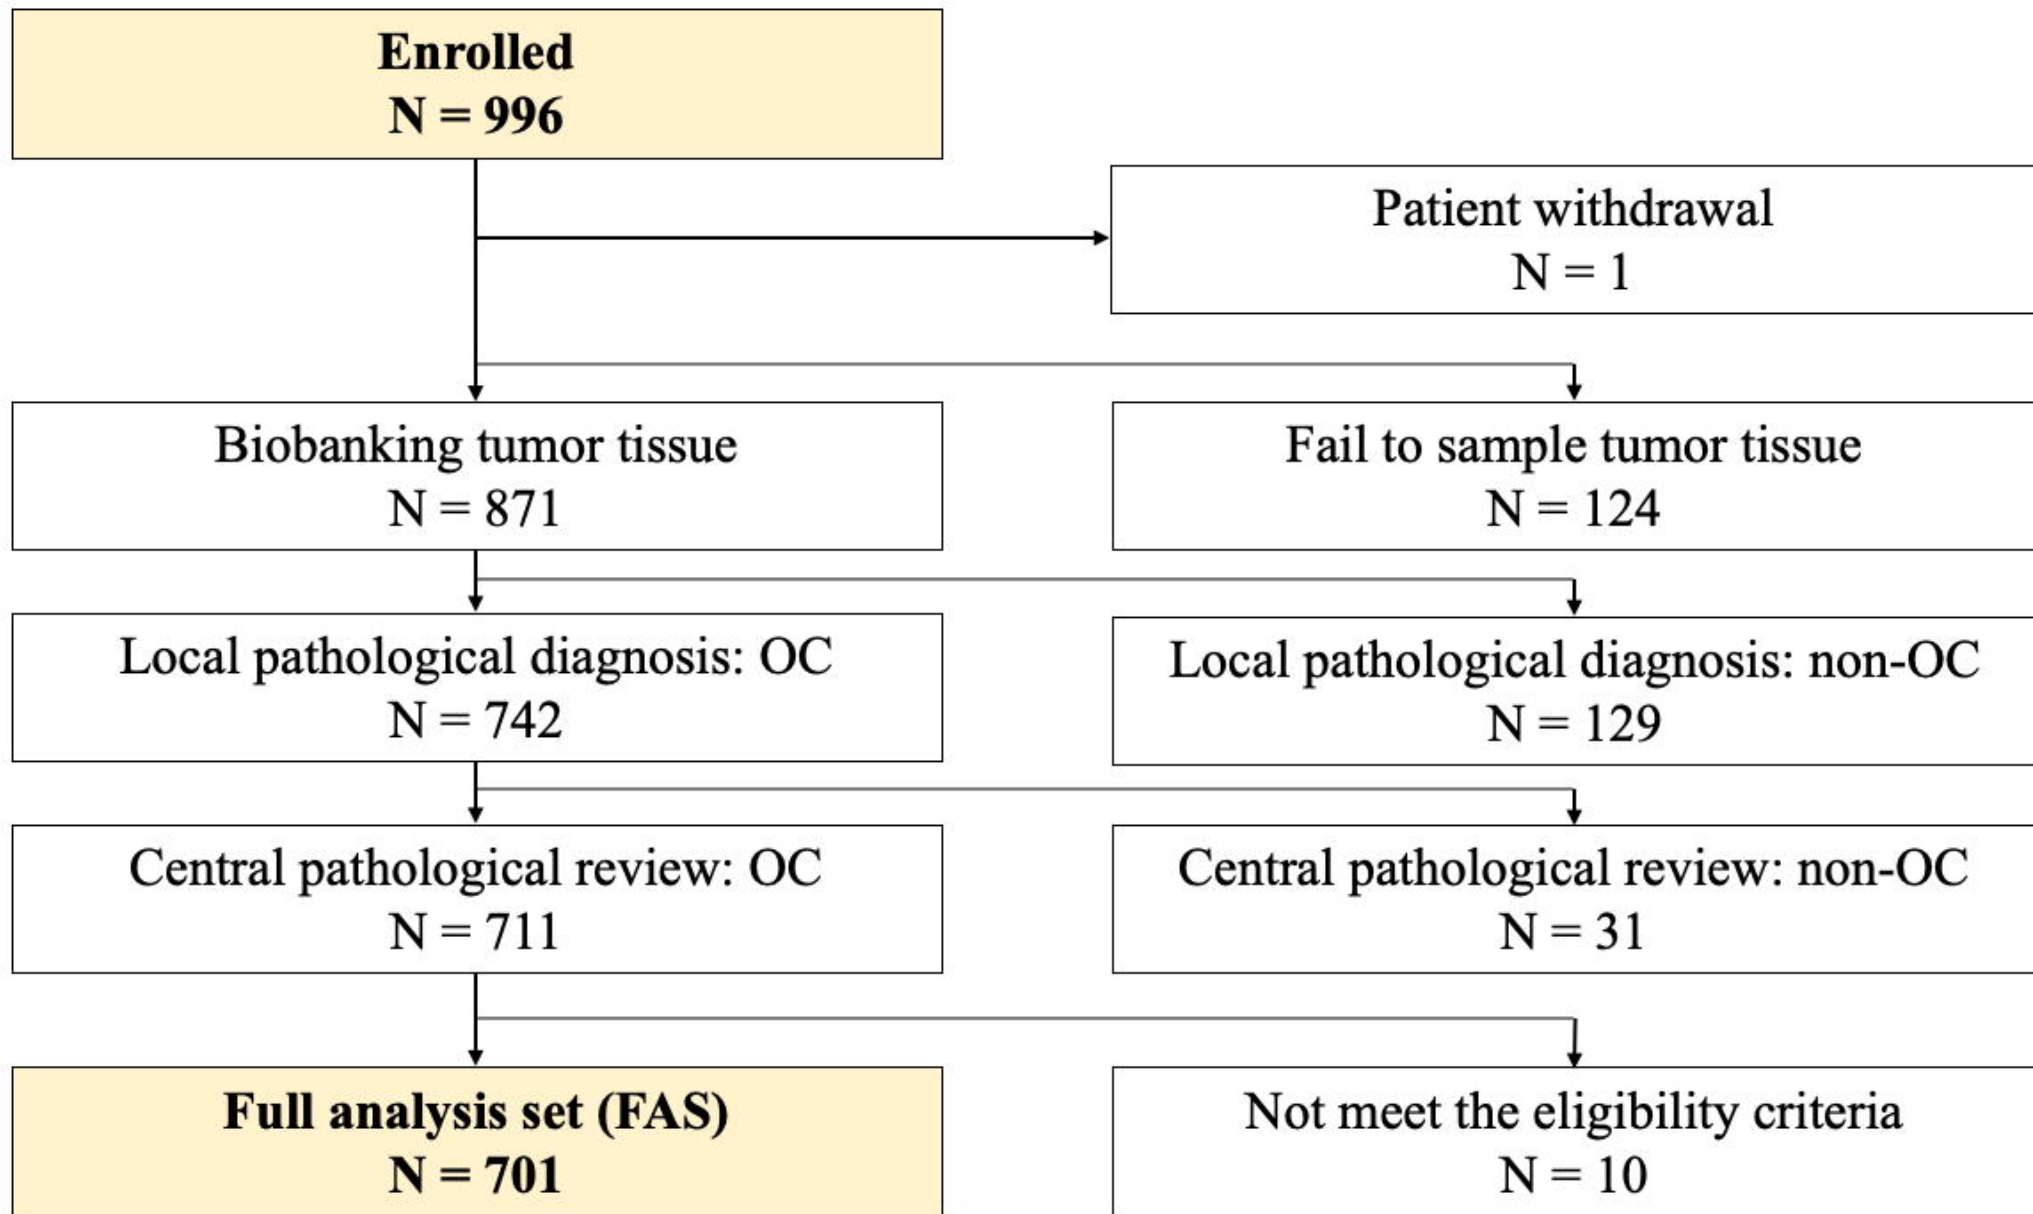 Enrolled
N = 996
Patient withdrawal
N = 1
Biobanking tumor tissue
N = 871
Fail to sample tumor tissue
N = 124
Local pathological diagnosis: OC
N = 742
Local pathological diagnosis: non-OC
N = 129
Central pathological review: OC
N = 711
Central pathological review: non-OC
N = 31
Full analysis set (FAS)
N = 701
Not meet the eligibility criteria
N = 10